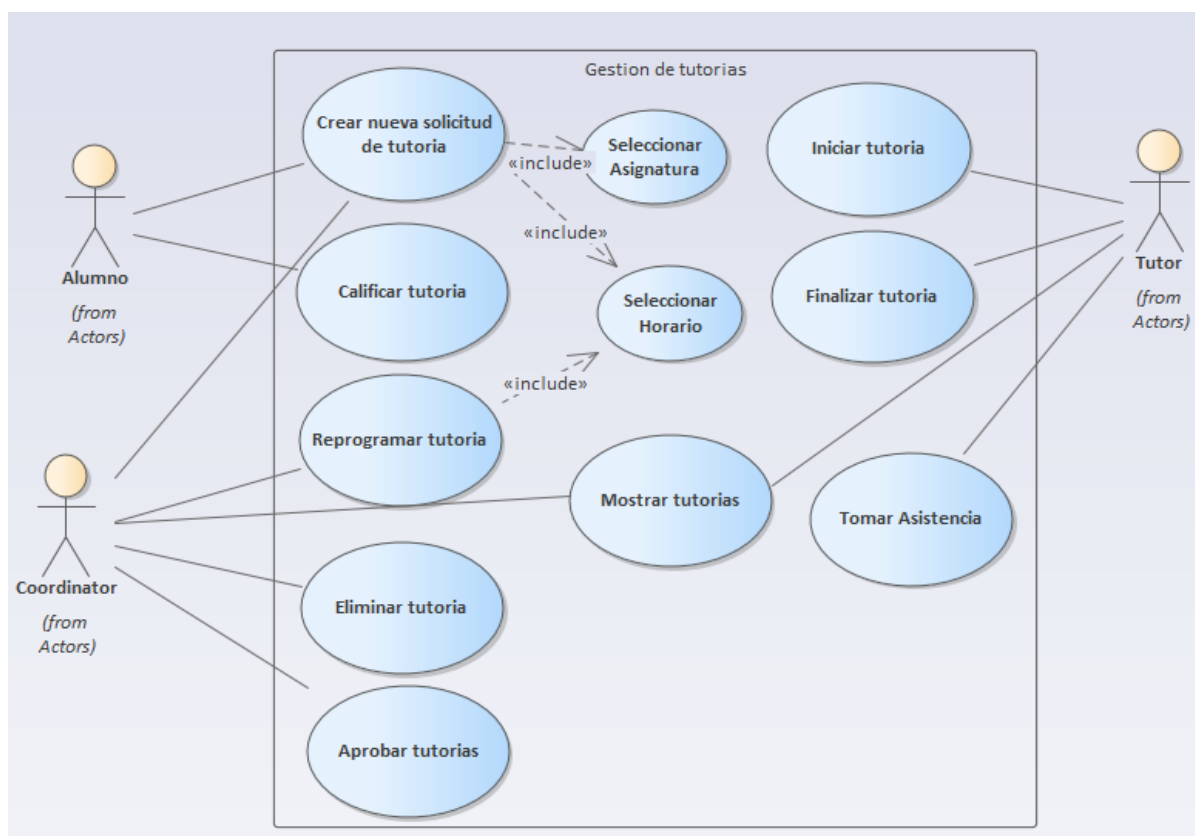 Gestion de tutorias
Crear nueva solicitud
de tutoria
«include»
Seleccionar
Asignatura
Iniciar tutoria
Alumno
(from
Actors)
«include»
Calificar tutoria
Seleccionar
Horario
Finalizar tutoria
Tutor
(from
Actors)
«include»
Reprogramar tutoria
Mostrar tutorias
Tomar Asistencia
Coordinator
(from
Actors)
Eliminar tutoria
Aprobar tutorias